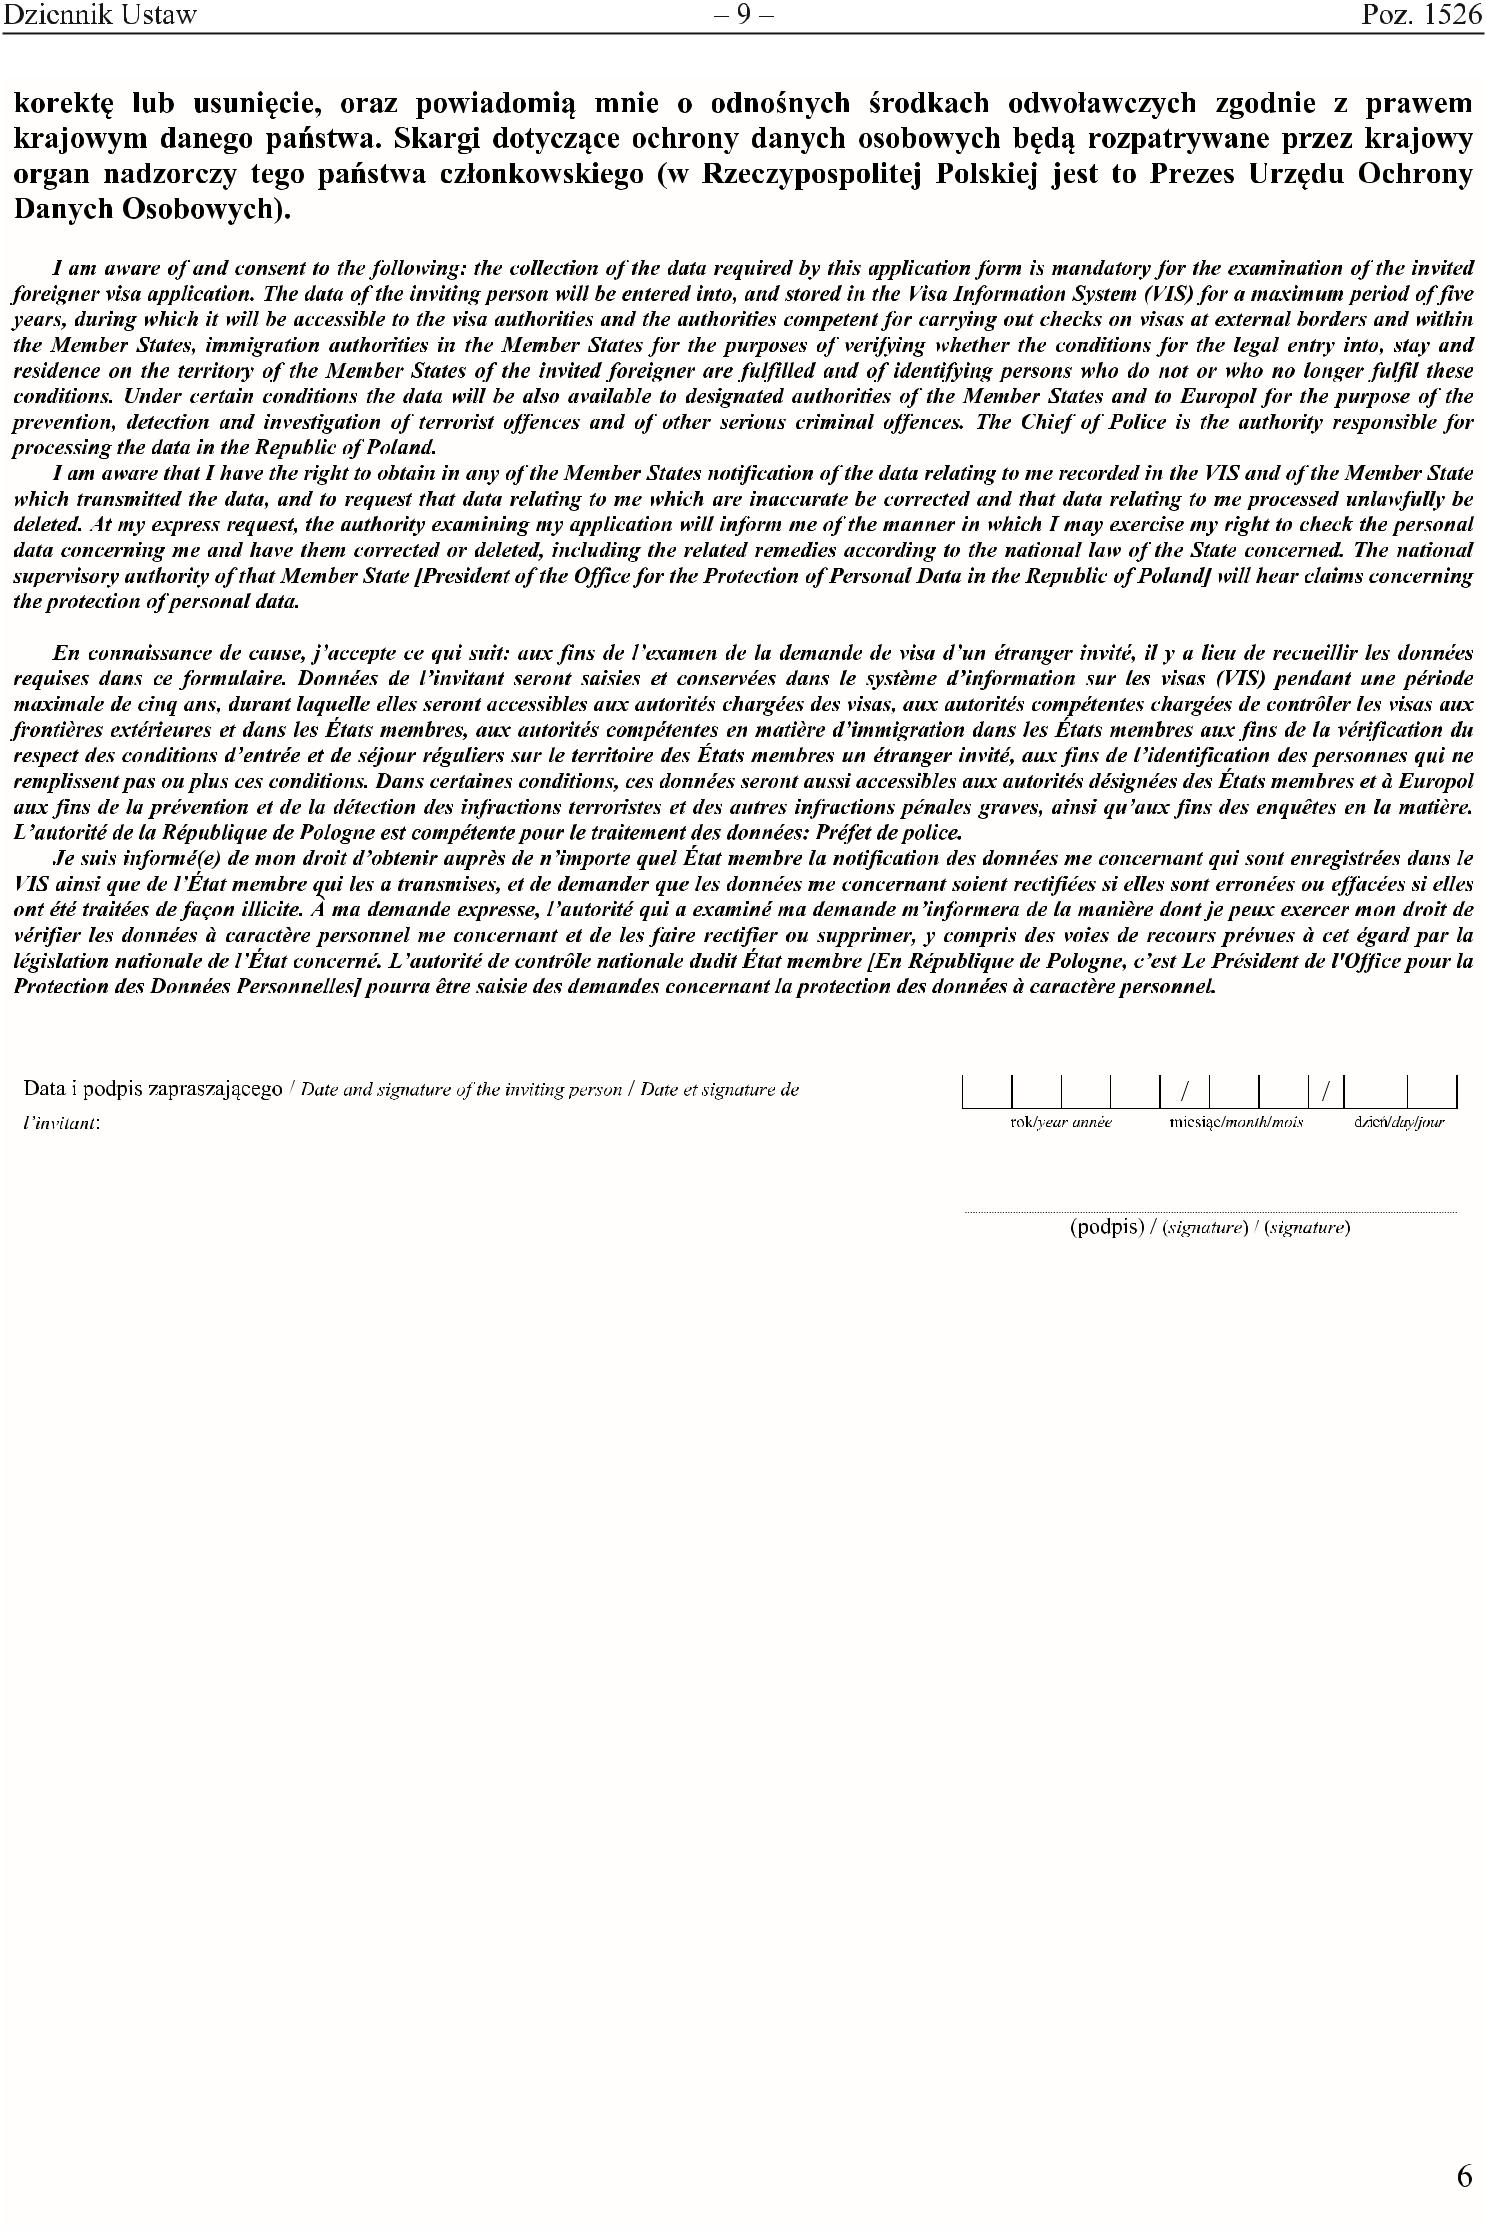 Dziennik Ustaw – 9 – Poz. 1526
korektę lub usunięcie, oraz powiadomią mnie o odnośnych środkach odwoławczych zgodnie z prawem
krajowym danego państwa. Skargi dotyczące ochrony danych osobowych będą rozpatrywane przez krajowy
organ nadzorczy tego państwa członkowskiego (w Rzeczypospolitej Polskiej jest to Prezes Urzędu Ochrony
Danych Osobowych).
I am aware of and consent to the following: the collection of the data required by this application form is mandatory for the examination of the invited
foreigner visa application. The data of the inviting person will be entered into, and stored in the Visa Information System (VIS) for a maximum period of five
years, during which it will be accessible to the visa authorities and the authorities competent for carrying out checks on visas at external borders and within
the Member States, immigration authorities in the Member States for the purposes of verifying whether the conditions for the legal entry into, stay and
residence on the territory of the Member States of the invited foreigner are fulfilled and of identifying persons who do not or who no longer fulfil these
conditions. Under certain conditions the data will be also available to designated authorities of the Member States and to Europol for the purpose of the
prevention, detection and investigation of terrorist offences and of other serious criminal offences. The Chief of Police is the authority responsible for
processing the data in the Republic of Poland.
I am aware that I have the right to obtain in any of the Member States notification of the data relating to me recorded in the VIS and of the Member State
which transmitted the data, and to request that data relating to me which are inaccurate be corrected and that data relating to me processed unlawfully be
deleted. At my express request, the authority examining my application will inform me of the manner in which I may exercise my right to check the personal
data concerning me and have them corrected or deleted, including the related remedies according to the national law of the State concerned. The national
supervisory authority of that Member State [President of the Office for the Protection of Personal Data in the Republic of Poland] will hear claims concerning
the protection of personal data.
En connaissance de cause, j’accepte ce qui suit: aux fins de l’examen de la demande de visa d’un étranger invité, il y a lieu de recueillir les données
requises dans ce formulaire. Données de l’invitant seront saisies et conservées dans le système d’information sur les visas (VIS) pendant une période
maximale de cinq ans, durant laquelle elles seront accessibles aux autorités chargées des visas, aux autorités compétentes chargées de contrôler les visas aux
frontières extérieures et dans les États membres, aux autorités compétentes en matière d’immigration dans les États membres aux fins de la vérification du
respect des conditions d’entrée et de séjour réguliers sur le territoire des États membres un étranger invité, aux fins de l’identification des personnes qui ne
remplissent pas ou plus ces conditions. Dans certaines conditions, ces données seront aussi accessibles aux autorités désignées des États membres et à Europol
aux fins de la prévention et de la détection des infractions terroristes et des autres infractions pénales graves, ainsi qu’aux fins des enquêtes en la matière.
L’autorité de la République de Pologne est compétente pour le traitement des données: Préfet de police.
Je suis informé(e) de mon droit d’obtenir auprès de n’importe quel État membre la notification des données me concernant qui sont enregistrées dans le
VIS ainsi que de l’État membre qui les a transmises, et de demander que les données me concernant soient rectifiées si elles sont erronées ou effacées si elles
ont été traitées de façon illicite. À ma demande expresse, l’autorité qui a examiné ma demande m’informera de la manière dont je peux exercer mon droit de
vérifier les données à caractère personnel me concernant et de les faire rectifier ou supprimer, y compris des voies de recours prévues à cet égard par la
législation nationale de l’État concerné. L’autorité de contrôle nationale dudit État membre [En République de Pologne, c’est Le Président de l'Office pour la
Protection des Données Personnelles] pourra être saisie des demandes concernant la protection des données à caractère personnel.
Data i podpis zapraszającego / Date and signature of the inviting person / Date et signature de
l’invitant:
/ /
rok/year année miesiąc/month/mois dzień/day/jour
(podpis) / (signature) / (signature)
6